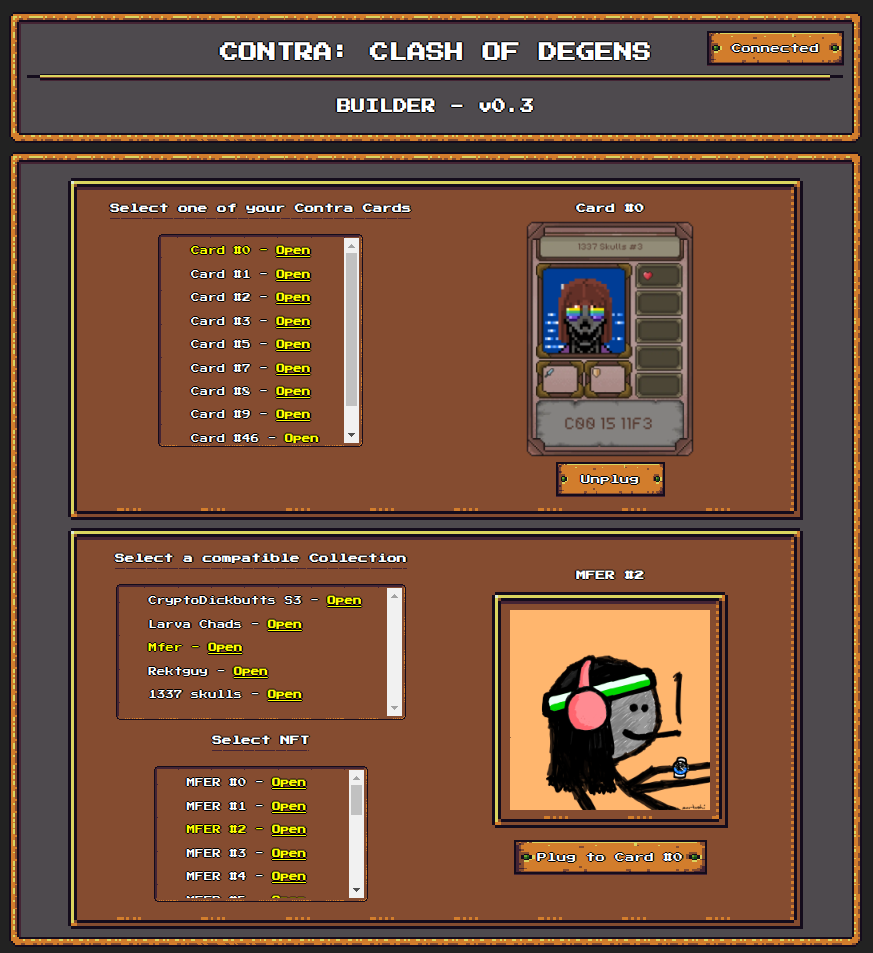 CONTRA: CLASH OF DEGENS
Connected
BUILDER - v0.3
Select one of your Contra Cards
Card #0 - Open
Card #1 - Open
Card #2 - Open
Card #3 - Open
Card #5 - Open
Card #7 - Open
Card #8 - Open
Card #9 - Open
Card #46 - Open
Card #0
1337 Skulls #3
C00 15 11F3
Unplug
Select a compatible Collection
CryptoDickbutts S3 - Open
Larva Chads - Open
Mfer - Open
Rektguy - Open
1337 skulls - Open
Select NFT
MFER #0 - Open
MFER #1 - Open
MFER #2 - Open
MFER #3 - Open
MFER #4 - Open
MFER #2
Plug to Card #0